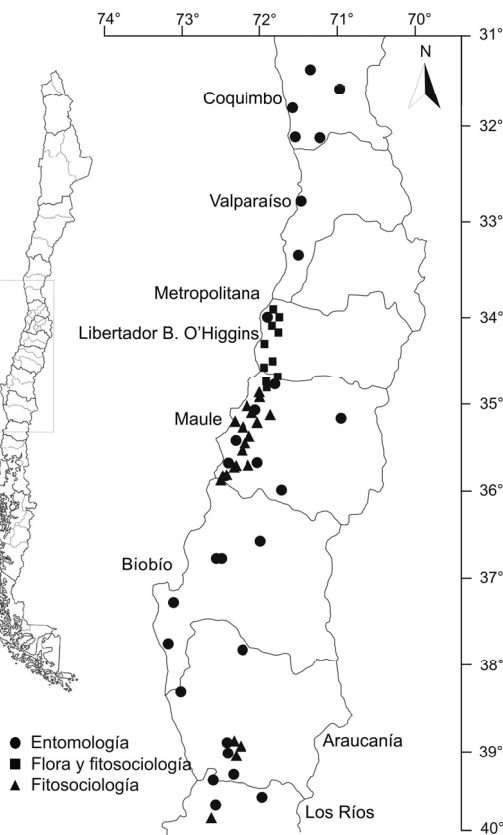 74° 73° 72° 71° 70°
31°
N
Coquimbo
32°
Valparaíso
33°
Metropolitana
34°
Libertador B. O'Higgins
35°
Maule
36°
Biobío
37°
38°
Araucanía
39°
Los Ríos
40°
Entomología
Flora y fitosociología
Fitosociología